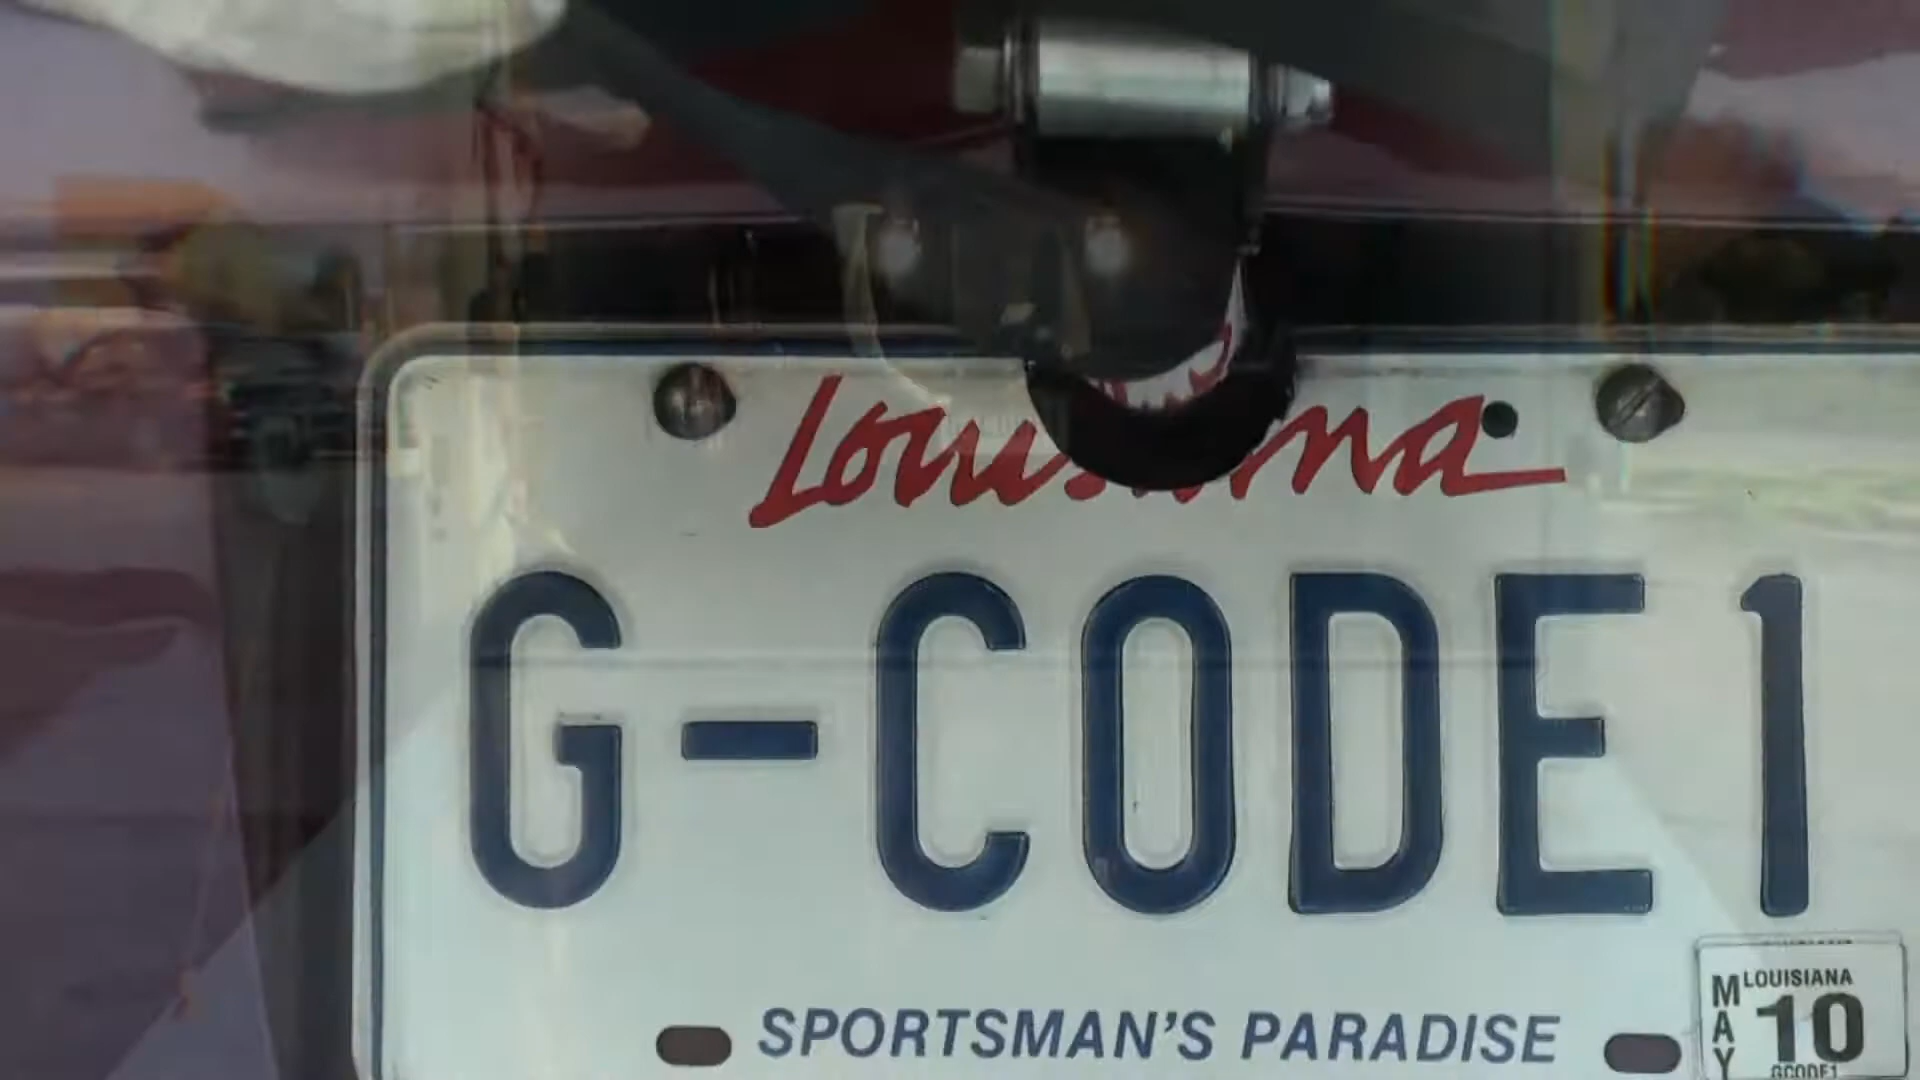 Louisiana
G-CODE1
SPORTSMAN'S PARADISE
MAY
LOUISIANA
10
GCODE1